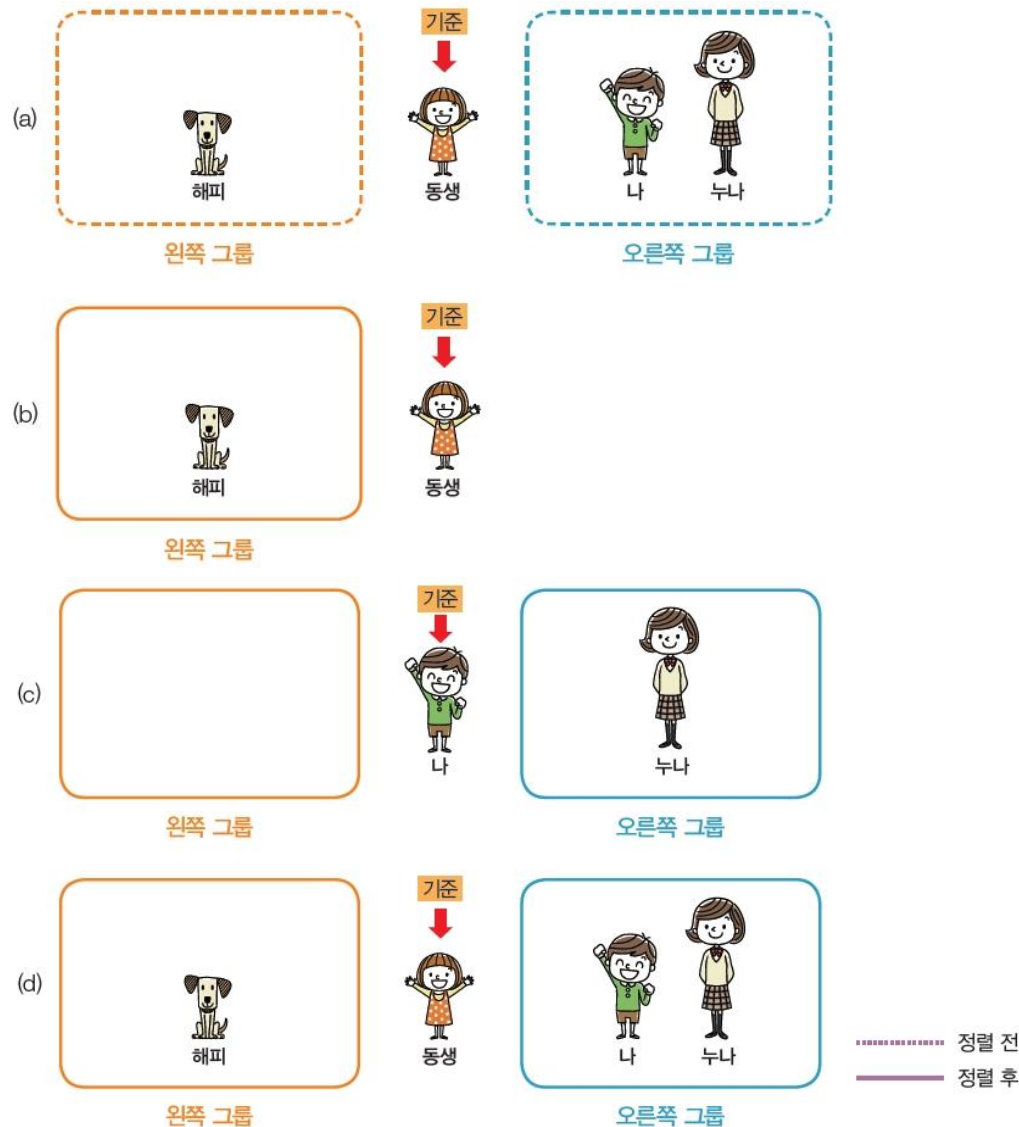 기준
(a)
해피
동생
나 누나
왼쪽 그룹 오른쪽 그룹
기준
(b)
해피
동생
왼쪽 그룹
기준
(c)
나
누나
왼쪽 그룹 오른쪽 그룹
기준
(d)
해피
동생
나 누나
왼쪽 그룹 오른쪽 그룹
정렬 전
정렬 후